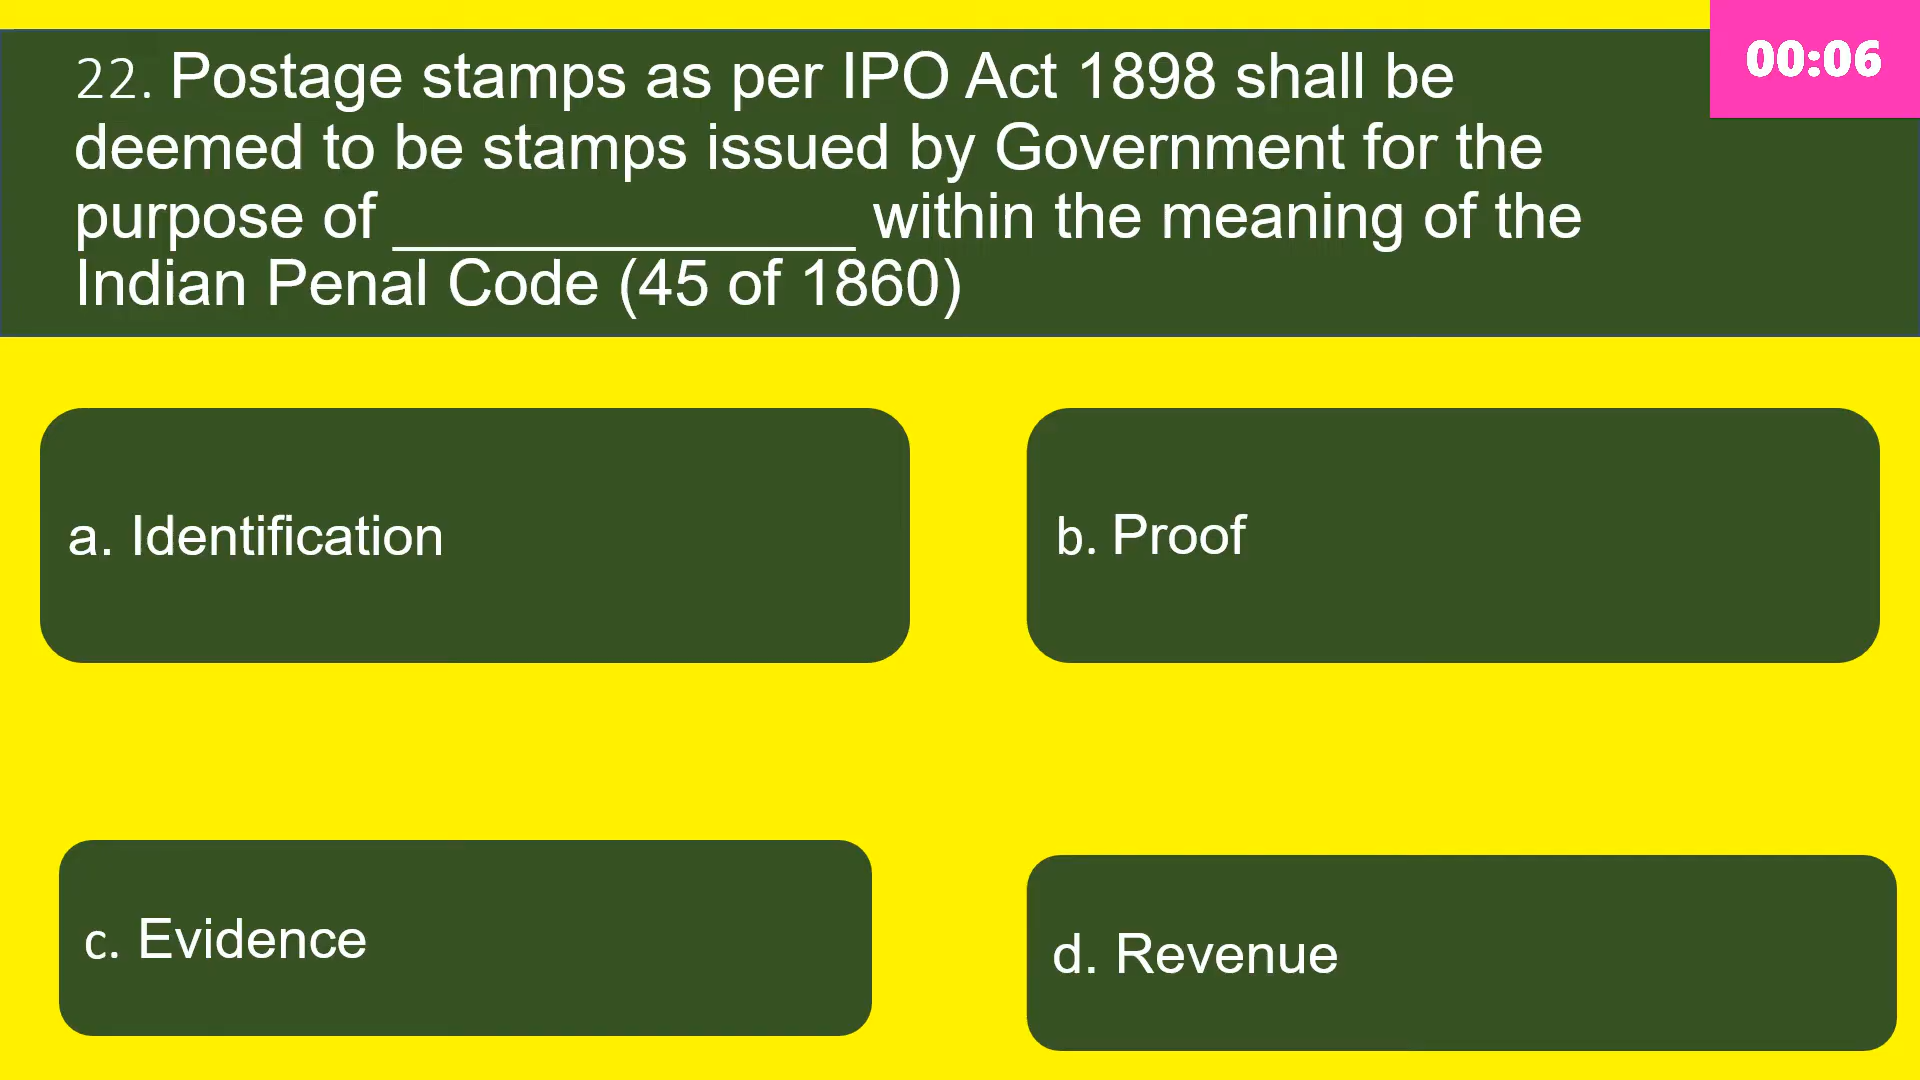 00:06
22. Postage stamps as per IPO Act 1898 shall be
deemed to be stamps issued by Government for the
purpose of ______________ within the meaning of the
Indian Penal Code (45 of 1860)
a. Identification
b. Proof
c. Evidence
d. Revenue